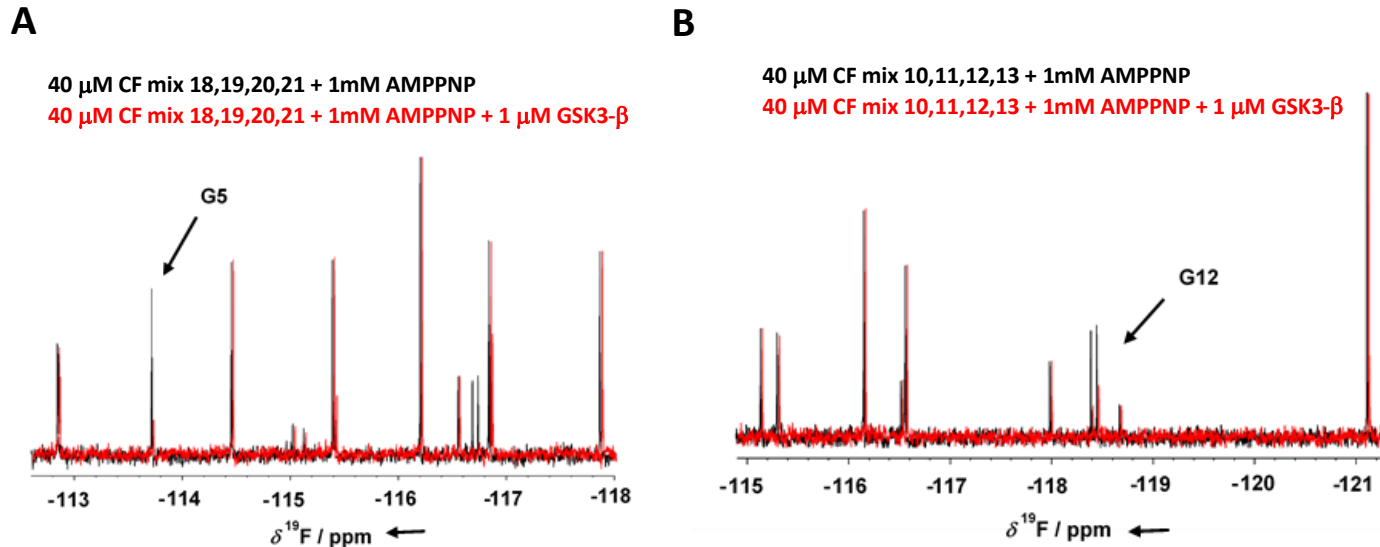 A
40 μM CF mix 18,19,20,21 + 1mM AMPPNP
40 μM CF mix 18,19,20,21 + 1mM AMPPNP + 1 μM GSK3-β
G5
-113 -114 -115 -116 -117 -118
δ ¹⁹F / ppm
B
40 μM CF mix 10,11,12,13 + 1mM AMPPNP
40 μM CF mix 10,11,12,13 + 1mM AMPPNP + 1 μM GSK3-β
G12
-115 -116 -117 -118 -119 -120 -121
δ ¹⁹F / ppm